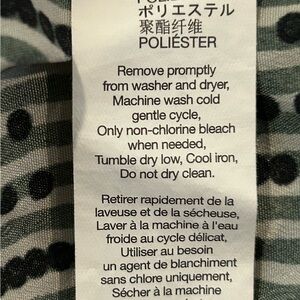 ポリエステル
聚酯纤维
POLIÉSTER
Remove promptly
from washer and dryer,
Machine wash cold
gentle cycle,
Only non-chlorine bleach
when needed,
Tumble dry low, Cool iron,
Do not dry clean.
Retirer rapidement de la
laveuse et de la sécheuse,
Laver à la machine à l'eau
froide au cycle délicat,
Utiliser au besoin
un agent de blanchiment
sans chlore uniquement,
Sécher à la machine